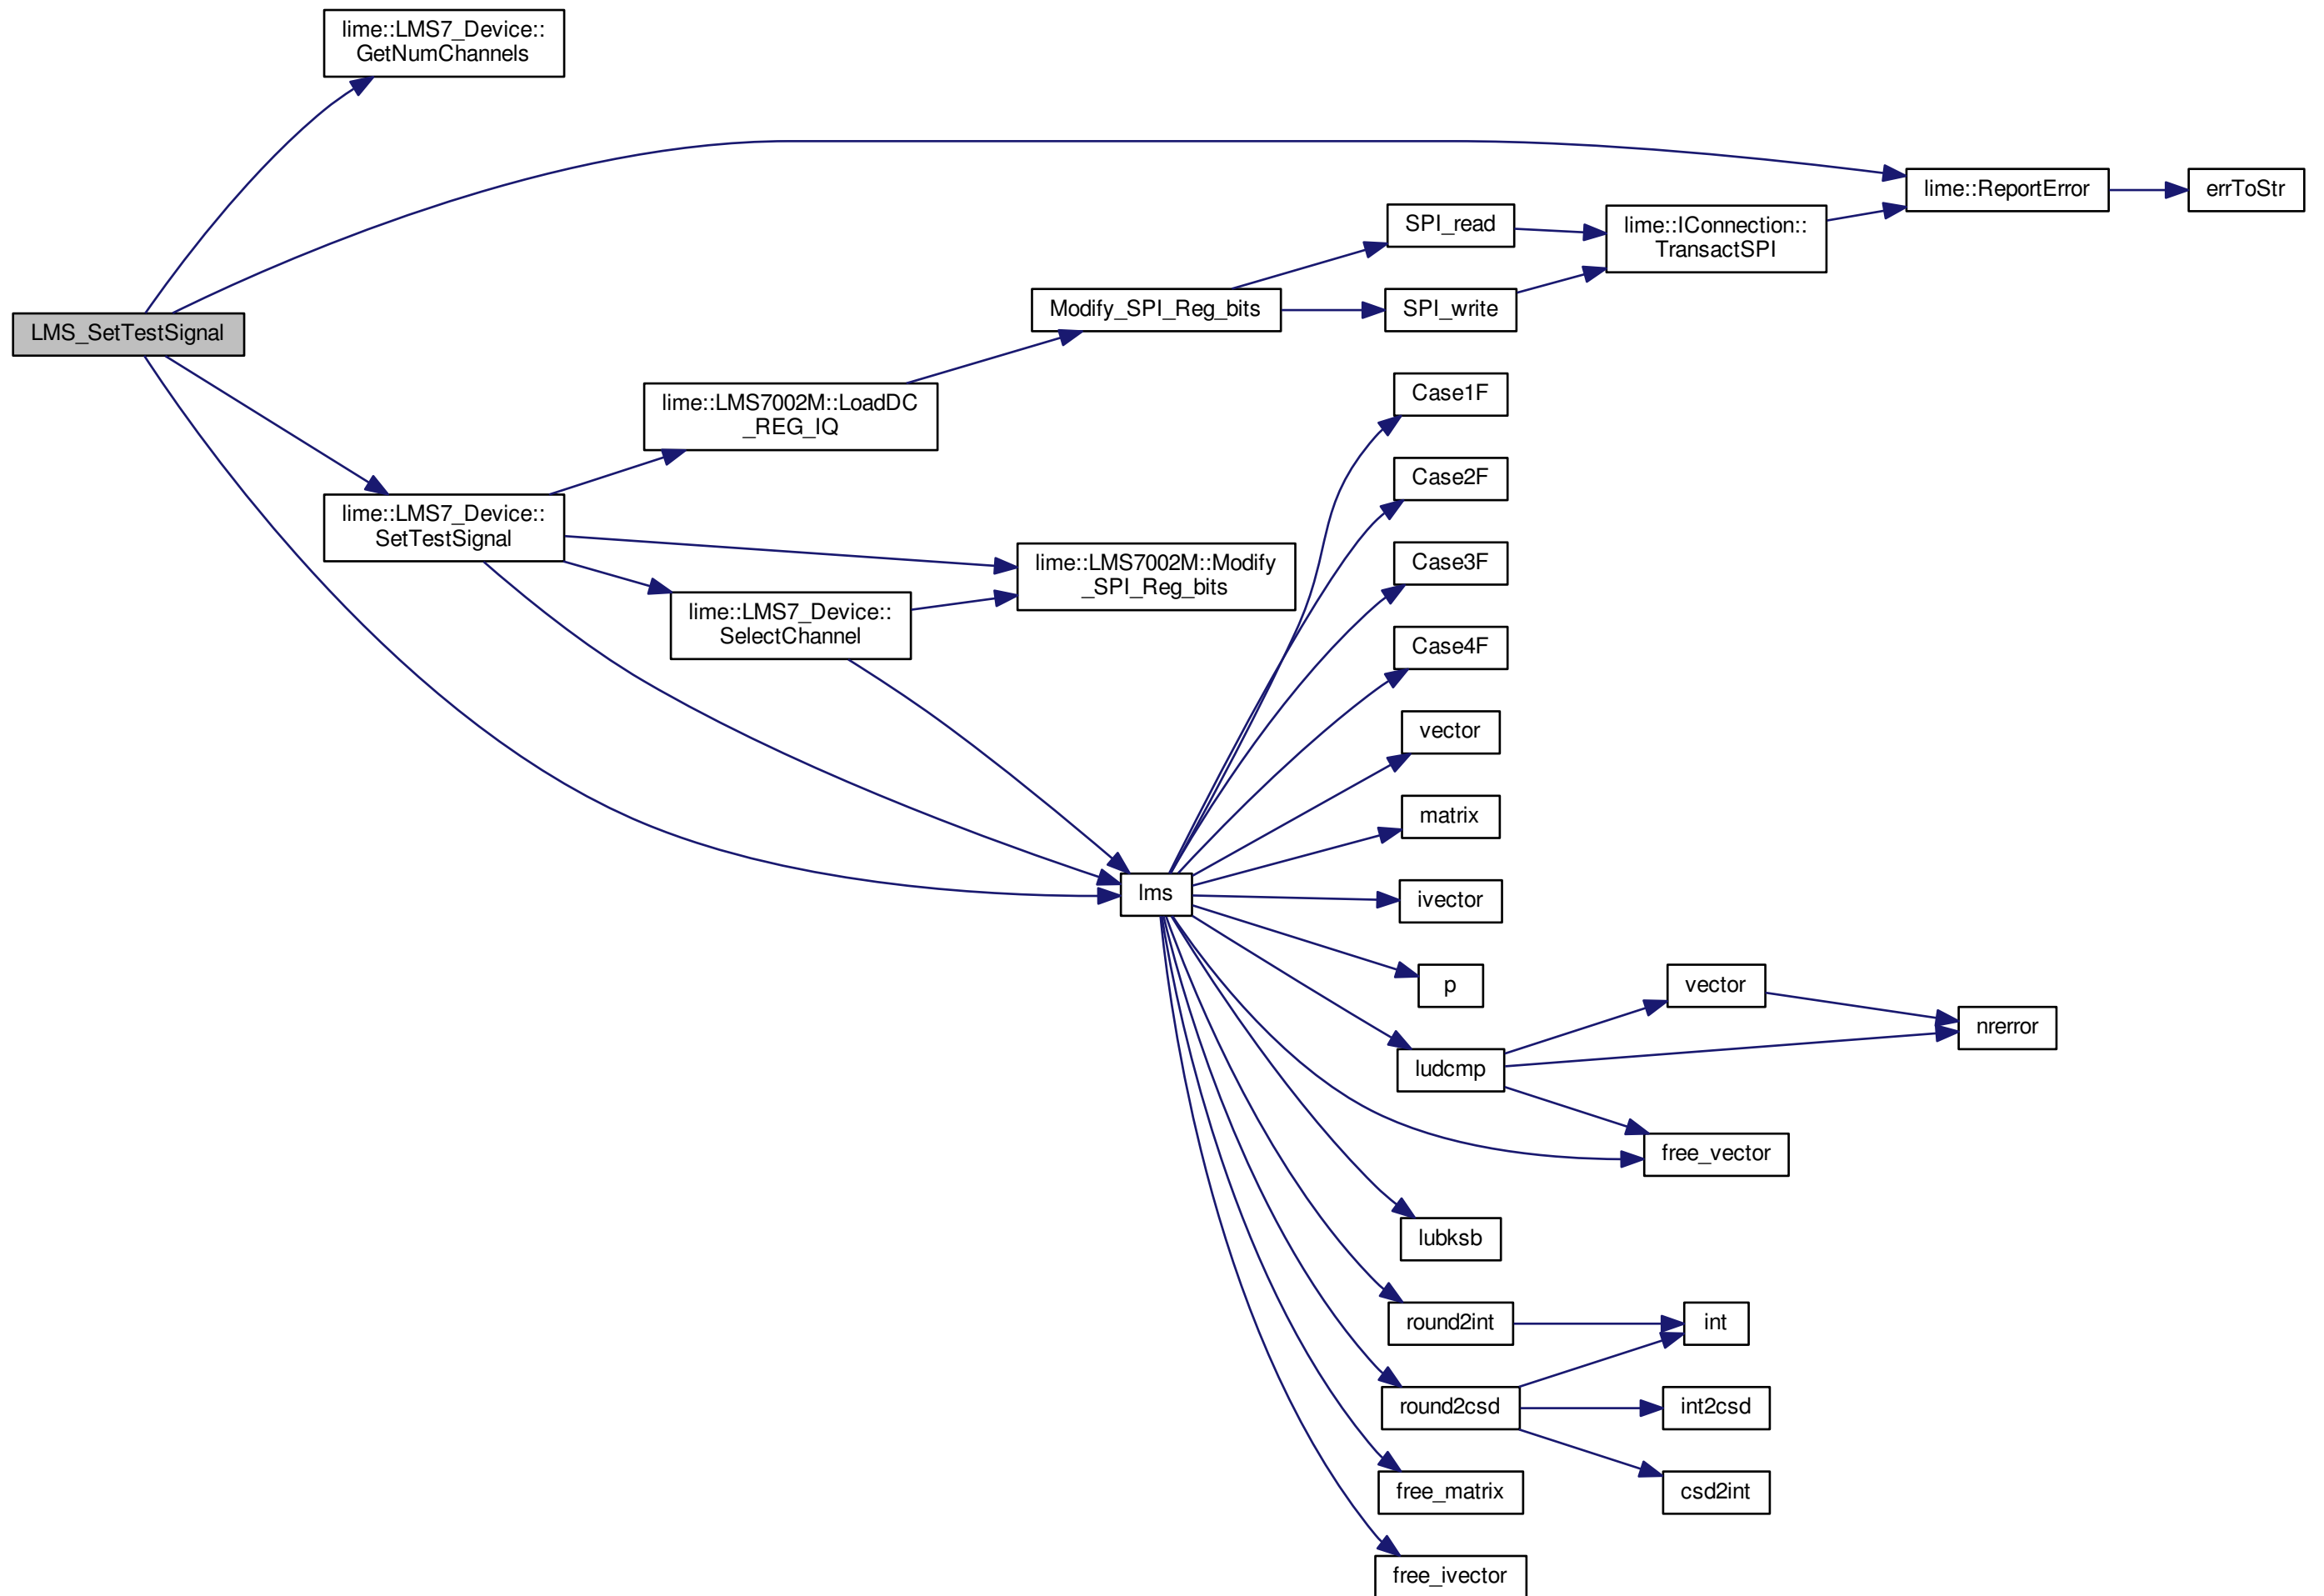 lime::LMS7_Device::
GetNumChannels
lime::ReportError
errToStr
SPI_read
lime::IConnection::
TransactSPI
Modify_SPI_Reg_bits
SPI_write
LMS_SetTestSignal
lime::LMS7002M::LoadDC
_REG_IQ
Case1F
Case2F
lime::LMS7_Device::
SetTestSignal
lime::LMS7002M::Modify
_SPI_Reg_bits
Case3F
lime::LMS7_Device::
SelectChannel
Case4F
vector
matrix
lms
ivector
p
vector
nrerror
ludcmp
free_vector
lubksb
round2int
int
round2csd
int2csd
free_matrix
csd2int
free_ivector